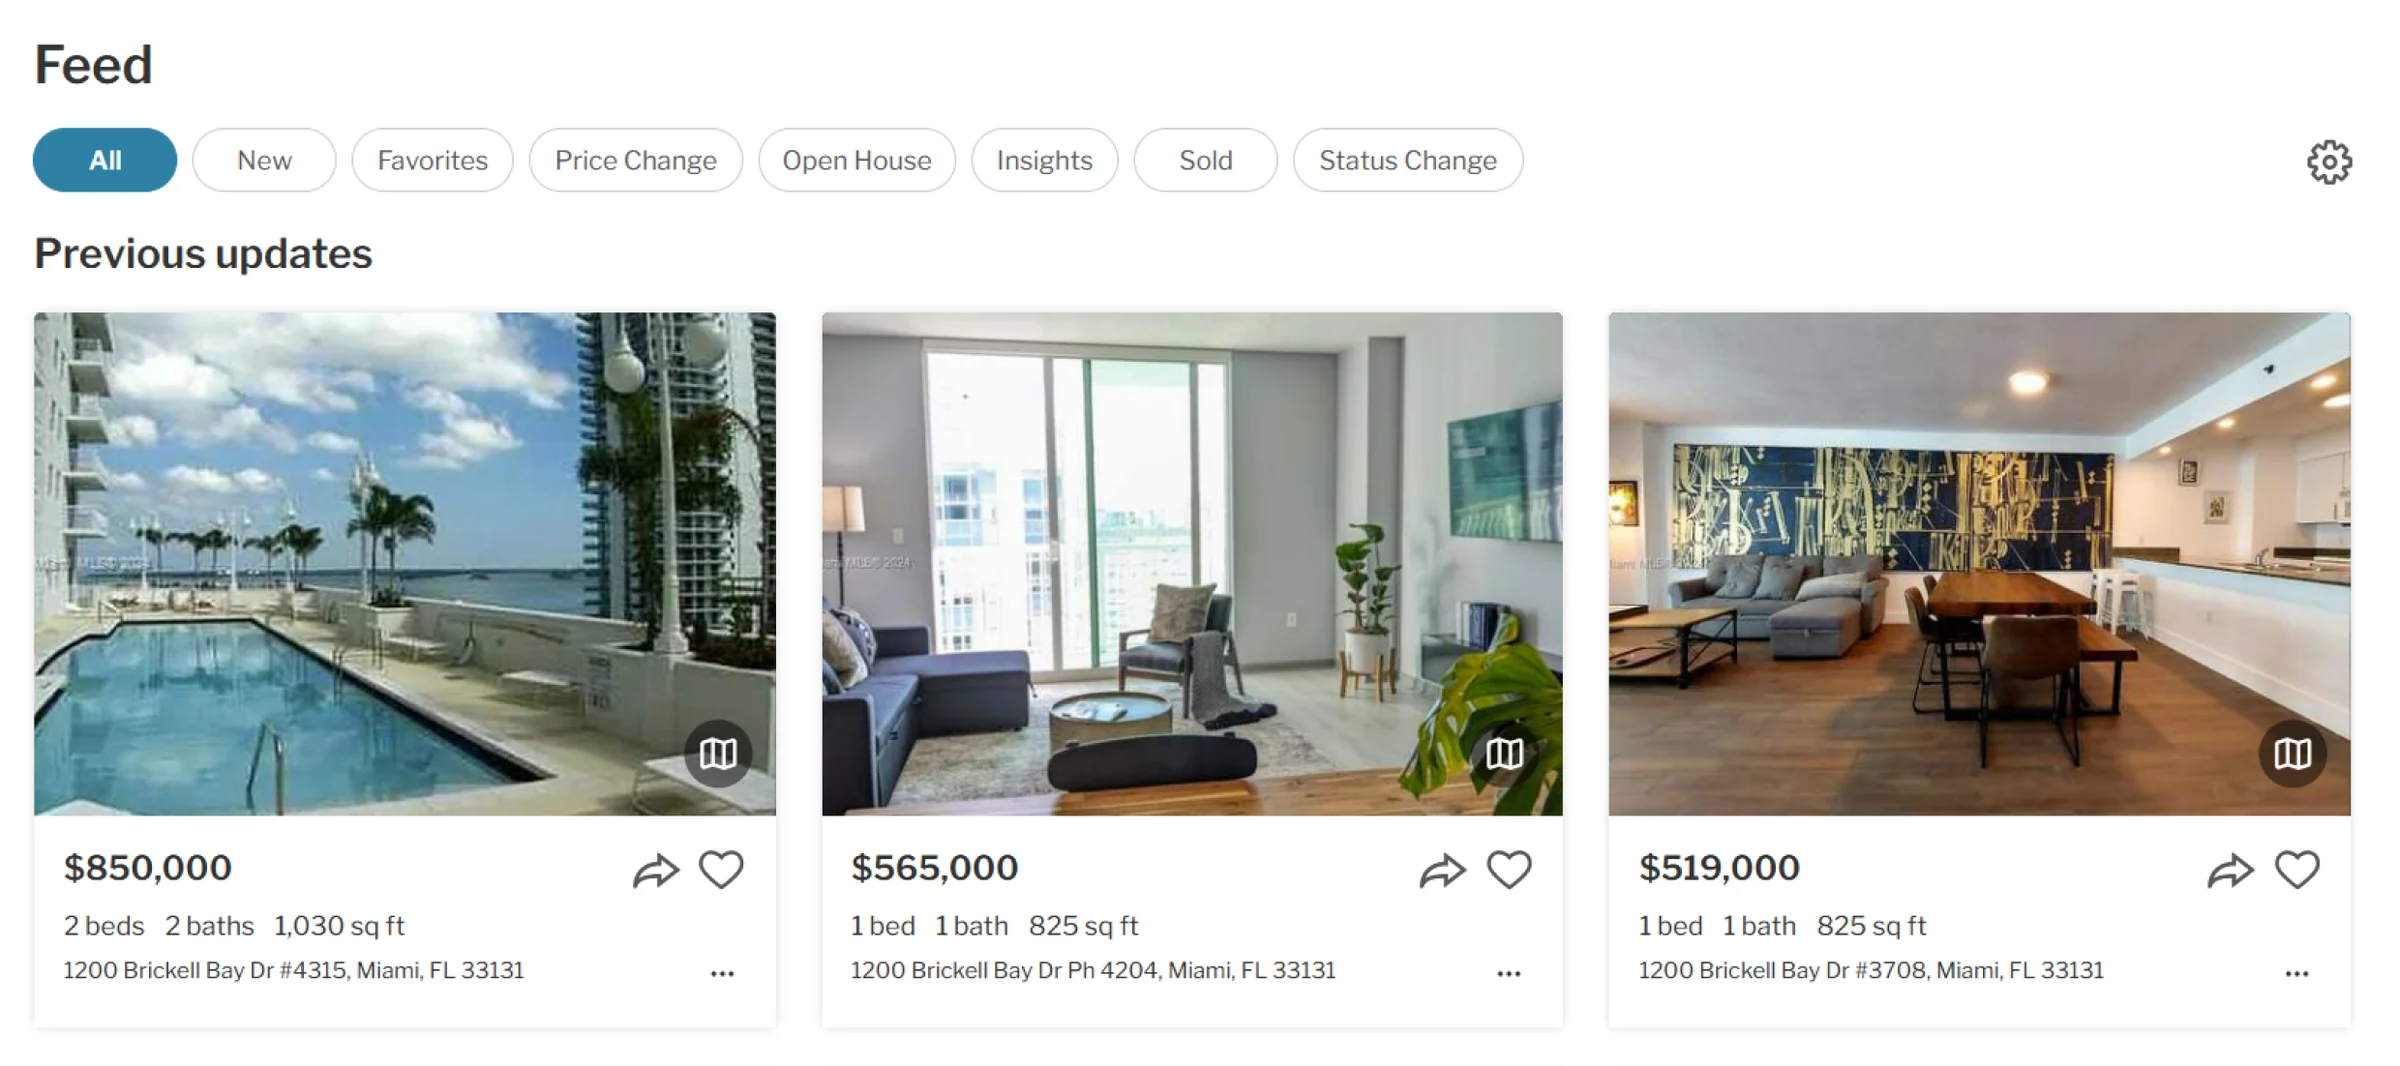 Feed
All New Favorites Price Change Open House Insights Sold Status Change
Previous updates
$850,000
2 beds 2 baths 1,030 sq ft
1200 Brickell Bay Dr #4315, Miami, FL 33131
$565,000
1 bed 1 bath 825 sq ft
1200 Brickell Bay Dr Ph 4204, Miami, FL 33131
$519,000
1 bed 1 bath 825 sq ft
1200 Brickell Bay Dr #3708, Miami, FL 33131